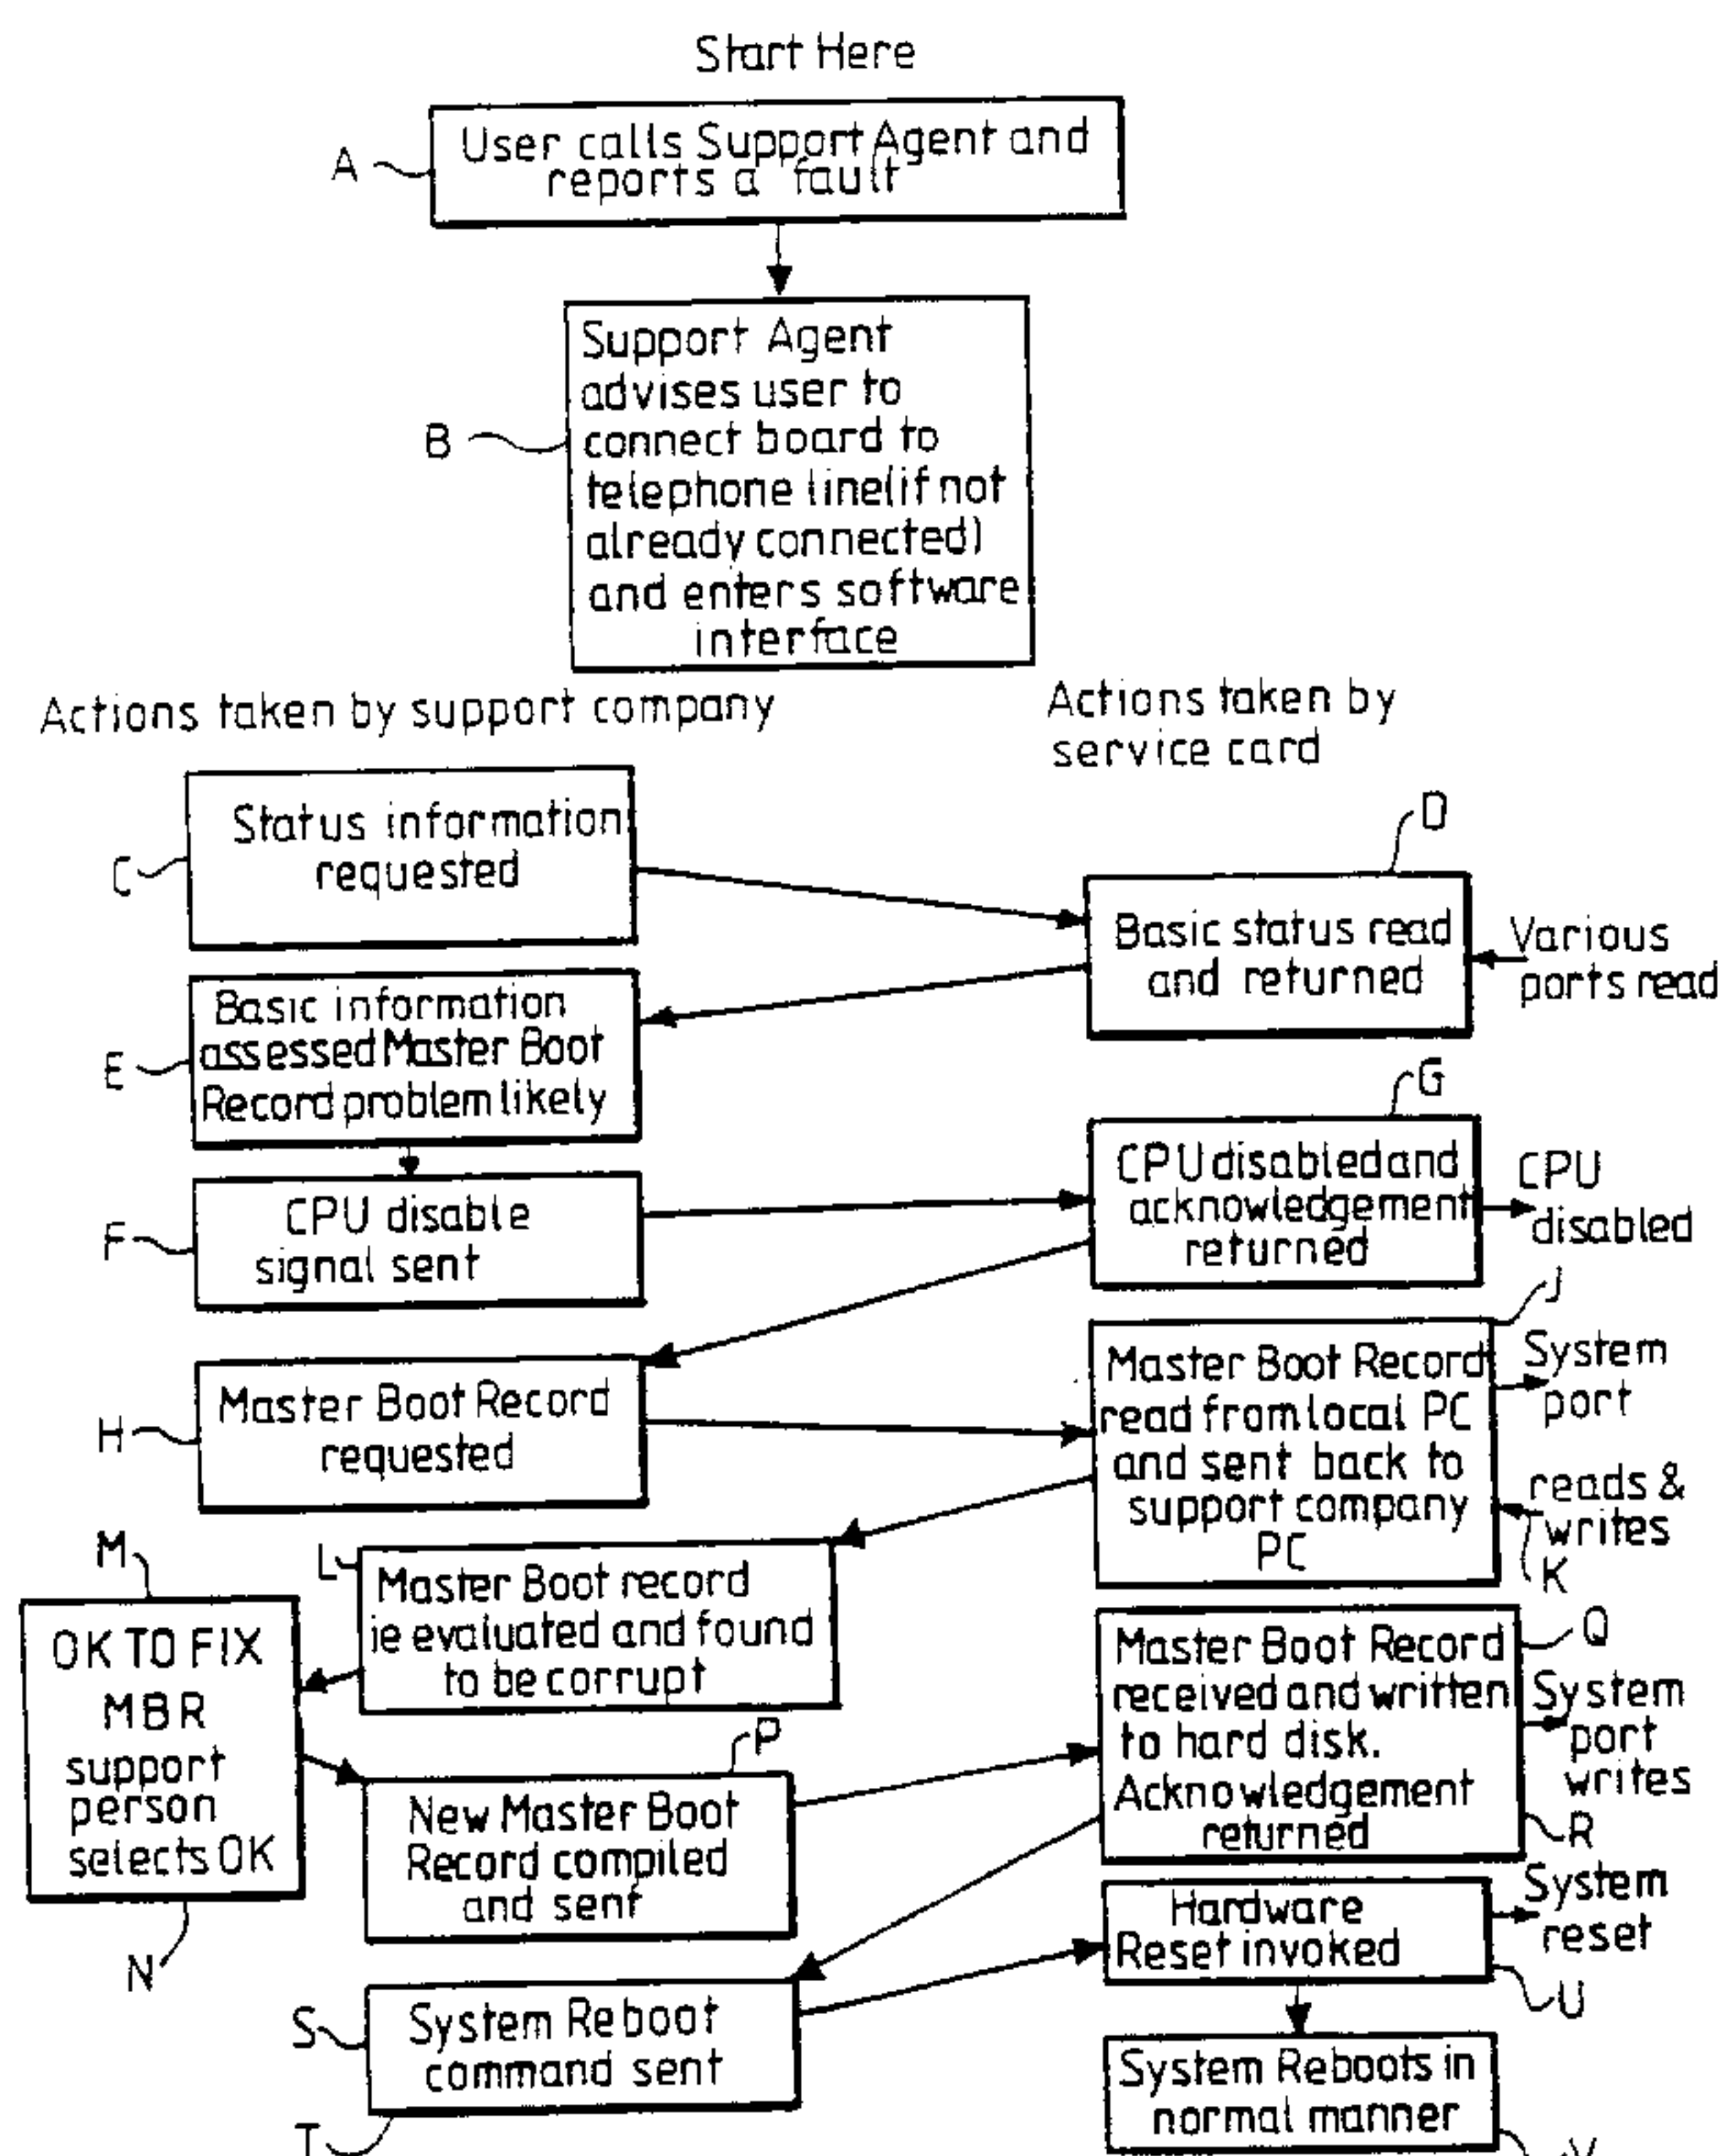 Start Here
A
User calls Support Agent and
reports a fault
B
Support Agent
advises user to
connect board to
telephone line(if not
already connected)
and enters software
interface
Actions taken by support company
Actions taken by
service card
C
Status information
requested
D
Basic status read
and returned
Various
ports read
E
Basic information
assessed Master Boot
Record problem likely
F
CPU disable
signal sent
G
CPU disabled and
acknowledgement
returned
CPU
disabled
H
Master Boot Record
requested
J
Master Boot Record
read from local PC
and sent back to
support company
PC
System
port
reads &
writes
K
L
Master Boot record
ie evaluated and found
to be corrupt
M
OK TO FIX
MBR
support
person
selects OK
N
P
New Master Boot
Record compiled
and sent
Q
Master Boot Record
received and written
to hard disk.
Acknowledgement
returned
System
port
writes
R
S
System Reboot
command sent
T
Hardware
Reset invoked
System
reset
U
System Reboots in
normal manner
V